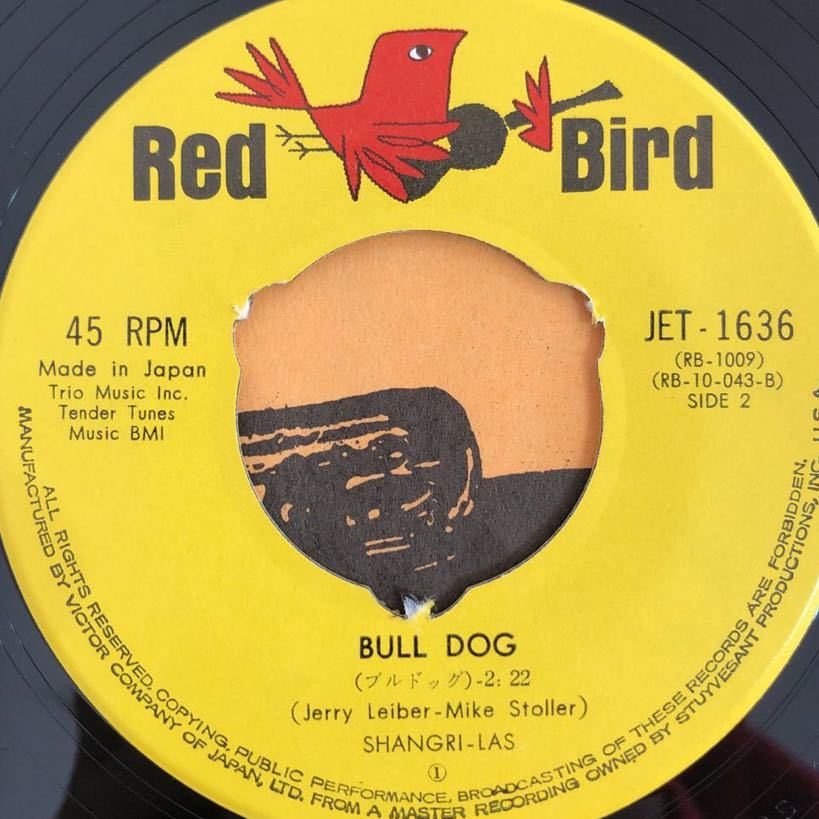 Red Bird
45 RPM
Made in Japan
Trio Music Inc.
Tender Tunes
Music BMI
JET-1636
(RB-1009)
(RB-10-043-B)
SIDE 2
BULL DOG
(ブルドッグ)-2:22
(Jerry Leiber-Mike Stoller)
SHANGRI-LAS
①
ALL RIGHTS RESERVED. COPYING, PUBLIC PERFORMANCE, BROADCASTING OF THESE RECORDS ARE FORBIDDEN.
MANUFACTURED BY VICTOR COMPANY OF JAPAN, LTD. FROM A MASTER RECORDING OWNED BY STUYVESANT PRODUCTIONS, INC. U.S.A.